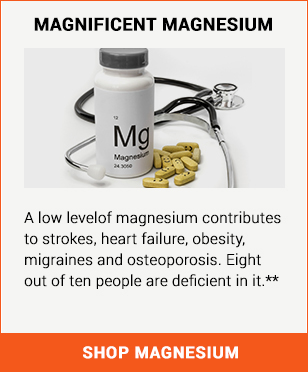 MAGNIFICENT MAGNESIUM
12
Mg
Magnesium
24.3050
A low levelof magnesium contributes
to strokes, heart failure, obesity,
migraines and osteoporosis. Eight
out of ten people are deficient in it.**
SHOP MAGNESIUM